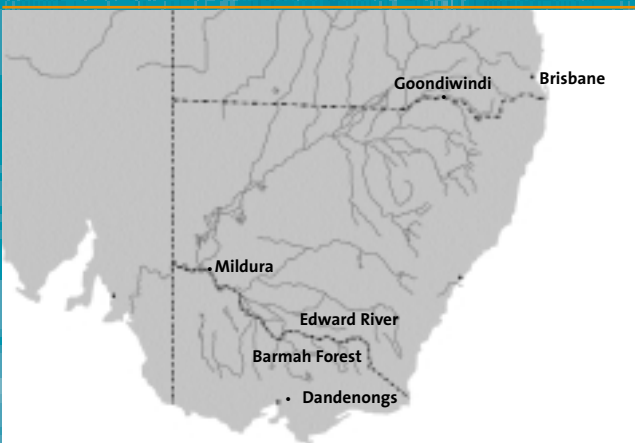 Brisbane
Goondiwindi
Mildura
Edward River
Barmah Forest
Dandenongs